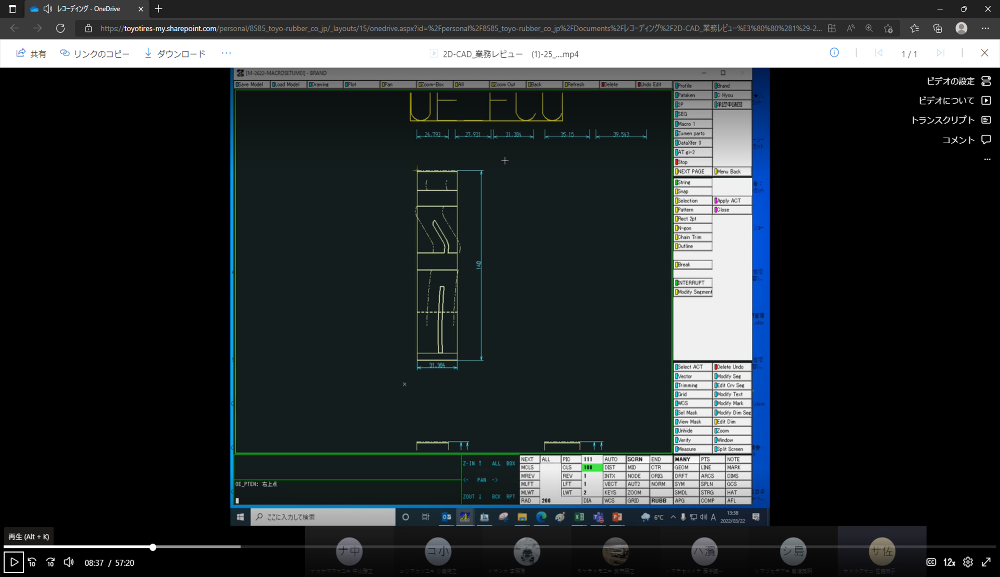 レコーディング - OneDrive
https://toyotires-my.sharepoint.com/personal/8585_toyo-rubber_co_jp/_layouts/15/onedrive.aspx?id=%2Fpersonal%2F8585_toyo-rubber_co_jp%2FDocuments%2Fレコーディング%2F2D-CAD_業務レビュー%E3%80%80%281%29-2...
共有 リンクのコピー ダウンロード ...
2D-CAD_業務レビュー (1)-25_....mp4
1 / 1
ビデオの設定
ビデオについて
トランスクリプト
コメント
[M-2622-MACROSETUMEI] - BRAND
Save Model Load Model Drawing Plot Pan Zoom-Box All Zoom Out Back Refresh Delete Undo Edit
Profile Brand
Pataken C Hyou
2P 承認申請図
SEG
Macro 1
Zumen parts
DataXfer 3
AT gi-2
Stop
NEXT PAGE Menu Back
String
Snap
Selection Apply ACT
Pattern Close
Rect 2pt
N-gon
Chain Trim
Outline
Break
INTERRUPT
Modify Segment
Select ACT Delete Undo
Vector Modify Seg
Trimming Edit Crv Seg
Grid Modify Text
WCS Modify Mark
Sel Mask Modify Dim Seg
View Mask Edit Dim
Unhide Zoom
Verify Window
Measure Split Screen
24.793 27.931 31.384 35.15 39.543
140
31.384
Z-IN ↑ ALL BOX
<- PAN ->
ZOUT ↓ BCK RPT
OE_PTEN: 右上点
NEXT ALL PIC 111 AUTO SCRN END MANY PTS NOTE
MCLS CLS 100 DIST MID CTR GEOM LINE MARK
MREV REV 1 INTX NODE ORIG DRFT ARCS DIMS
MLFT LFT 1 VECT AUT2 NORM SYM SPLN GCS
MLWT LWT 2 KEYS ZOOM SMDL STRG HAT
RAD 200 DIA WCS GRID RUBB APG COMP AFL
ここに入力して検索
6°C A 13:38
2022/03/22
再生 (Alt + K)
ナ中 コ小 ハ濱 シ島 サ佐
08:37 / 57:20
CC 1.2x